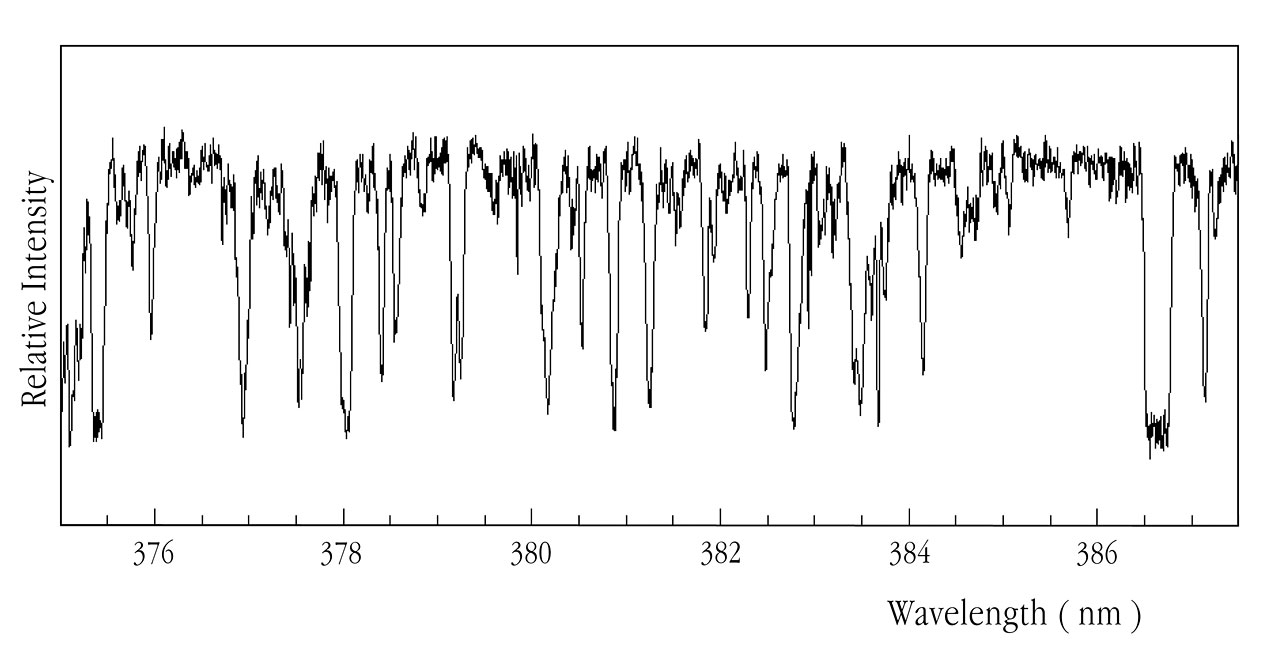 Relative Intensity
376 378 380 382 384 386
Wavelength ( nm )